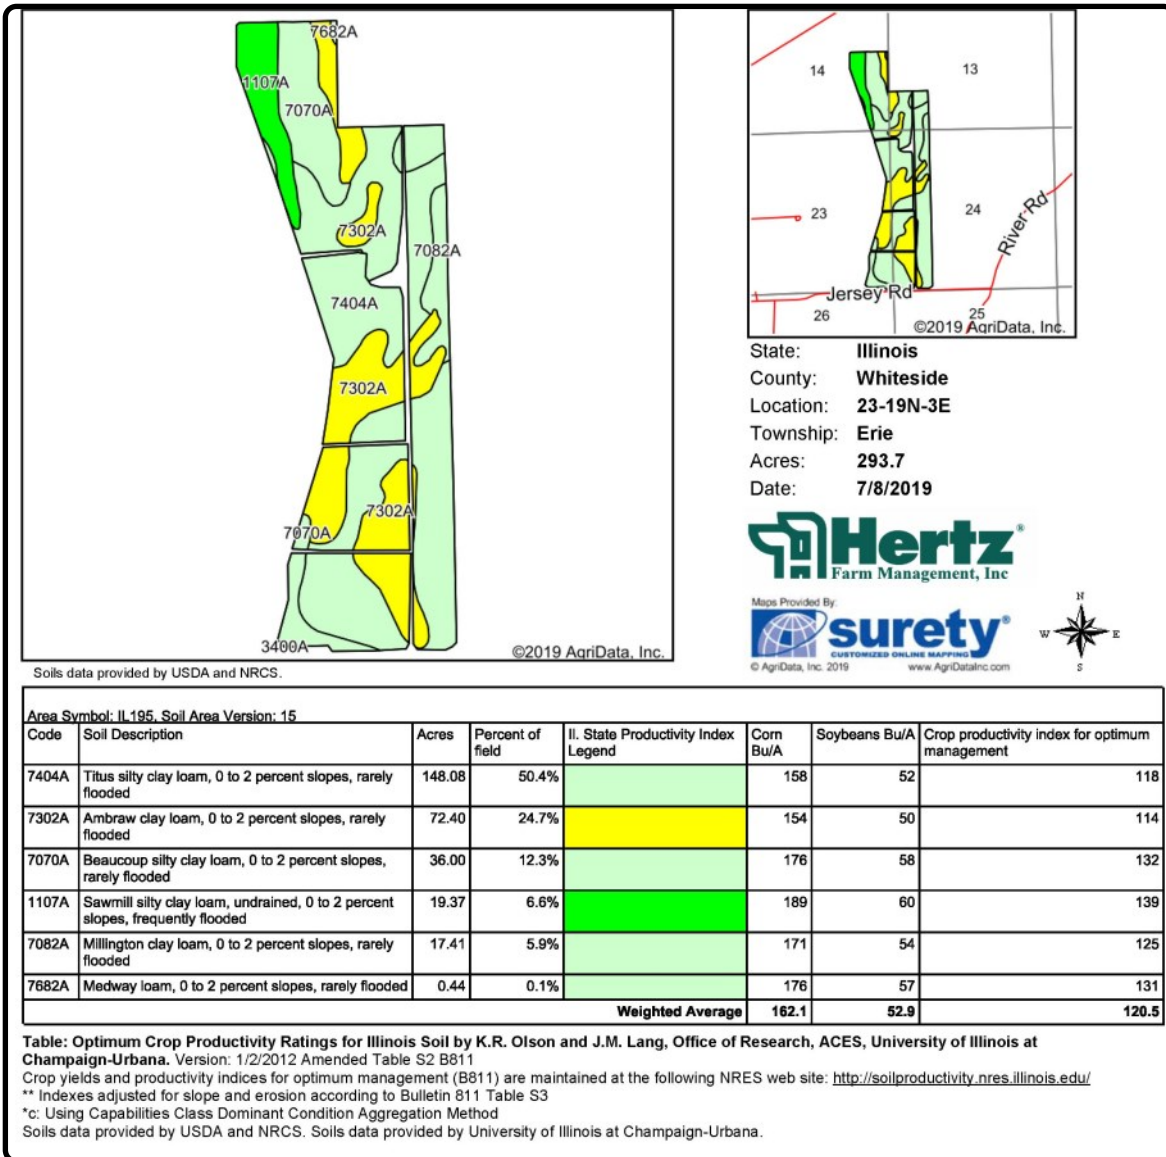 7682A
1107A
7070A
7302A
7082A
7404A
7302A
7302A
7070A
3400A
©2019 AgriData, Inc.
Soils data provided by USDA and NRCS.
14
13
23
24
River Rd
Jersey Rd
26
25
©2019 AgriData, Inc.
State: Illinois
County: Whiteside
Location: 23-19N-3E
Township: Erie
Acres: 293.7
Date: 7/8/2019
Hertz®
Farm Management, Inc
Maps Provided By:
surety®
CUSTOMIZED ONLINE MAPPING
© AgriData, Inc. 2019 www.AgriDataInc.com
N
W E
S
Area Symbol: IL195, Soil Area Version: 15
Code Soil Description Acres Percent of field Il. State Productivity Index Legend Corn Bu/A Soybeans Bu/A Crop productivity index for optimum management
7404A Titus silty clay loam, 0 to 2 percent slopes, rarely flooded 148.08 50.4% 158 52 118
7302A Ambraw clay loam, 0 to 2 percent slopes, rarely flooded 72.40 24.7% 154 50 114
7070A Beaucoup silty clay loam, 0 to 2 percent slopes, rarely flooded 36.00 12.3% 176 58 132
1107A Sawmill silty clay loam, undrained, 0 to 2 percent slopes, frequently flooded 19.37 6.6% 189 60 139
7082A Millington clay loam, 0 to 2 percent slopes, rarely flooded 17.41 5.9% 171 54 125
7682A Medway loam, 0 to 2 percent slopes, rarely flooded 0.44 0.1% 176 57 131
Weighted Average 162.1 52.9 120.5
Table: Optimum Crop Productivity Ratings for Illinois Soil by K.R. Olson and J.M. Lang, Office of Research, ACES, University of Illinois at
Champaign-Urbana. Version: 1/2/2012 Amended Table S2 B811
Crop yields and productivity indices for optimum management (B811) are maintained at the following NRES web site: http://soilproductivity.nres.illinois.edu/
** Indexes adjusted for slope and erosion according to Bulletin 811 Table S3
*c: Using Capabilities Class Dominant Condition Aggregation Method
Soils data provided by USDA and NRCS. Soils data provided by University of Illinois at Champaign-Urbana.